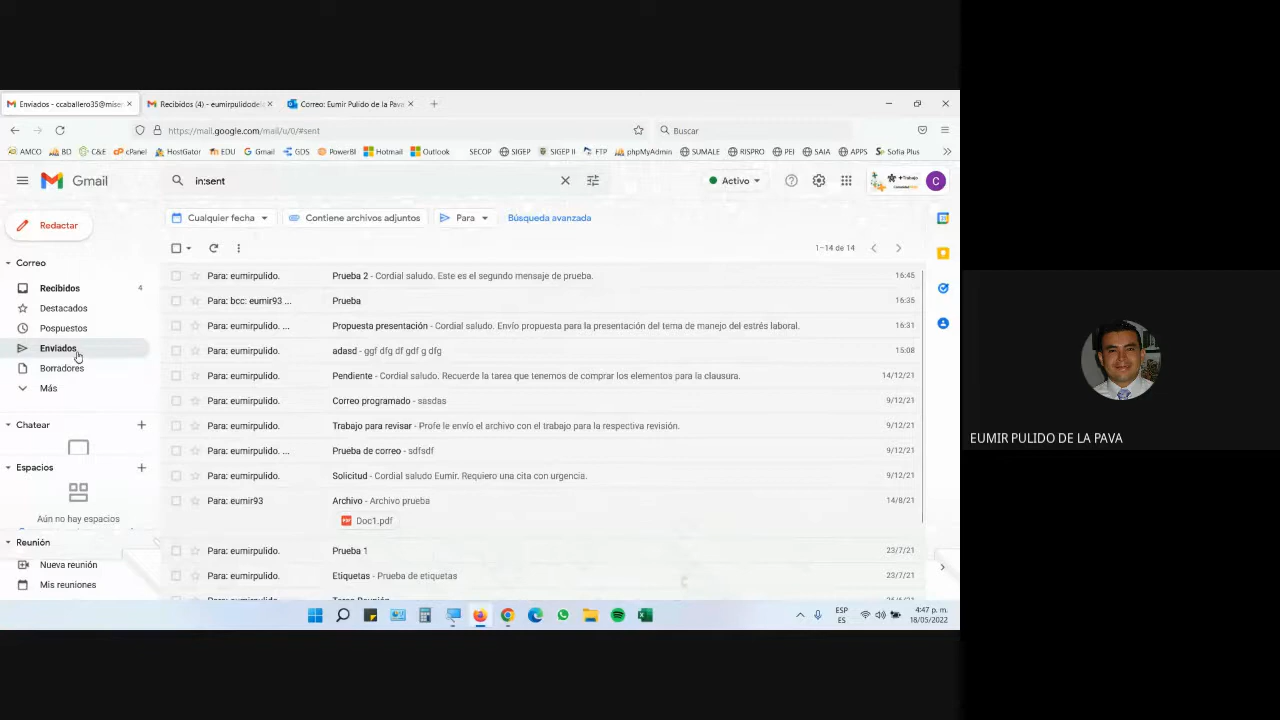 Enviados - ccaballero35@miser
Recibidos (4) - eumirpulidodela
Correo: Eumir Pulido de la Pava
https://mail.google.com/mail/u/0/#sent
Buscar
AMCO BD C&E cPanel HostGator EDU Gmail GDS PowerBI Hotmail Outlook SECOP SIGEP SIGEP II FTP phpMyAdmin SUMALE RISPRO PEI SAIA APPS Sofia Plus
Gmail
in:sent
Activo
+Trabajo
C
Redactar
Cualquier fecha
Contiene archivos adjuntos
Para
Búsqueda avanzada
1–14 de 14
Correo
Recibidos 4
Destacados
Pospuestos
Enviados
Borradores
Más
Chatear
Espacios
Aún no hay espacios
Reunión
Nueva reunión
Mis reuniones
Para: eumirpulido. Prueba 2 - Cordial saludo. Este es el segundo mensaje de prueba. 16:45
Para: bcc: eumir93 ... Prueba 16:35
Para: eumirpulido. ... Propuesta presentación - Cordial saludo. Envío propuesta para la presentación del tema de manejo del estrés laboral. 16:31
Para: eumirpulido. adasd - ggf dfg df gdf g dfg 15:08
Para: eumirpulido. Pendiente - Cordial saludo. Recuerde la tarea que tenemos de comprar los elementos para la clausura. 14/12/21
Para: eumirpulido. Correo programado - sasdas 9/12/21
Para: eumirpulido. Trabajo para revisar - Profe le envío el archivo con el trabajo para la respectiva revisión. 9/12/21
Para: eumirpulido. ... Prueba de correo - sdfsdf 9/12/21
Para: eumirpulido. Solicitud - Cordial saludo Eumir. Requiero una cita con urgencia. 9/12/21
Para: eumir93 Archivo - Archivo prueba 14/8/21
PDF Doc1.pdf
Para: eumirpulido. Prueba 1 23/7/21
Para: eumirpulido. Etiquetas - Prueba de etiquetas 23/7/21
EUMIR PULIDO DE LA PAVA
ESP
ES
4:47 p. m.
18/05/2022